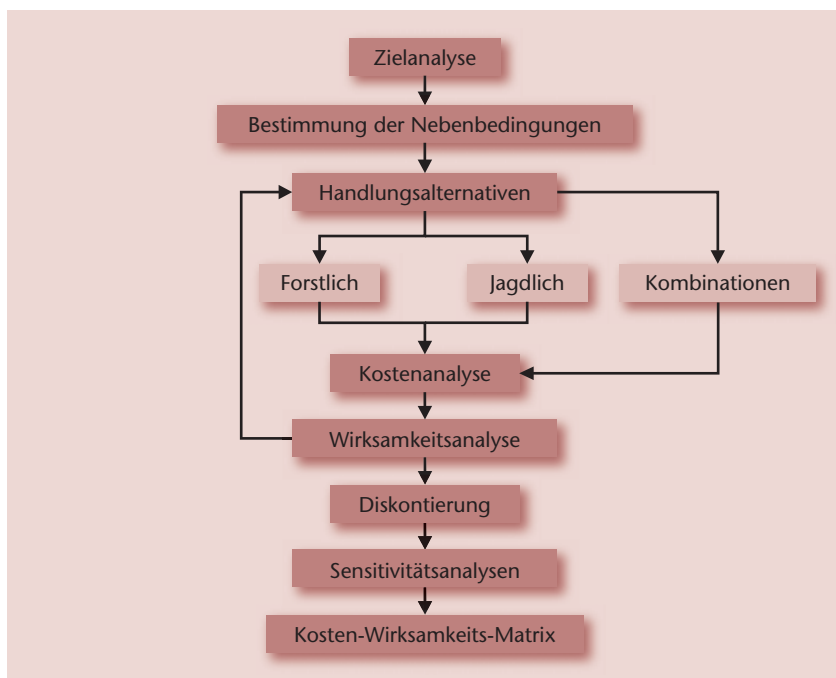 Zielanalyse
Bestimmung der Nebenbedingungen
Handlungsalternativen
Forstlich
Jagdlich
Kombinationen
Kostenanalyse
Wirksamkeitsanalyse
Diskontierung
Sensitivitätsanalysen
Kosten-Wirksamkeits-Matrix